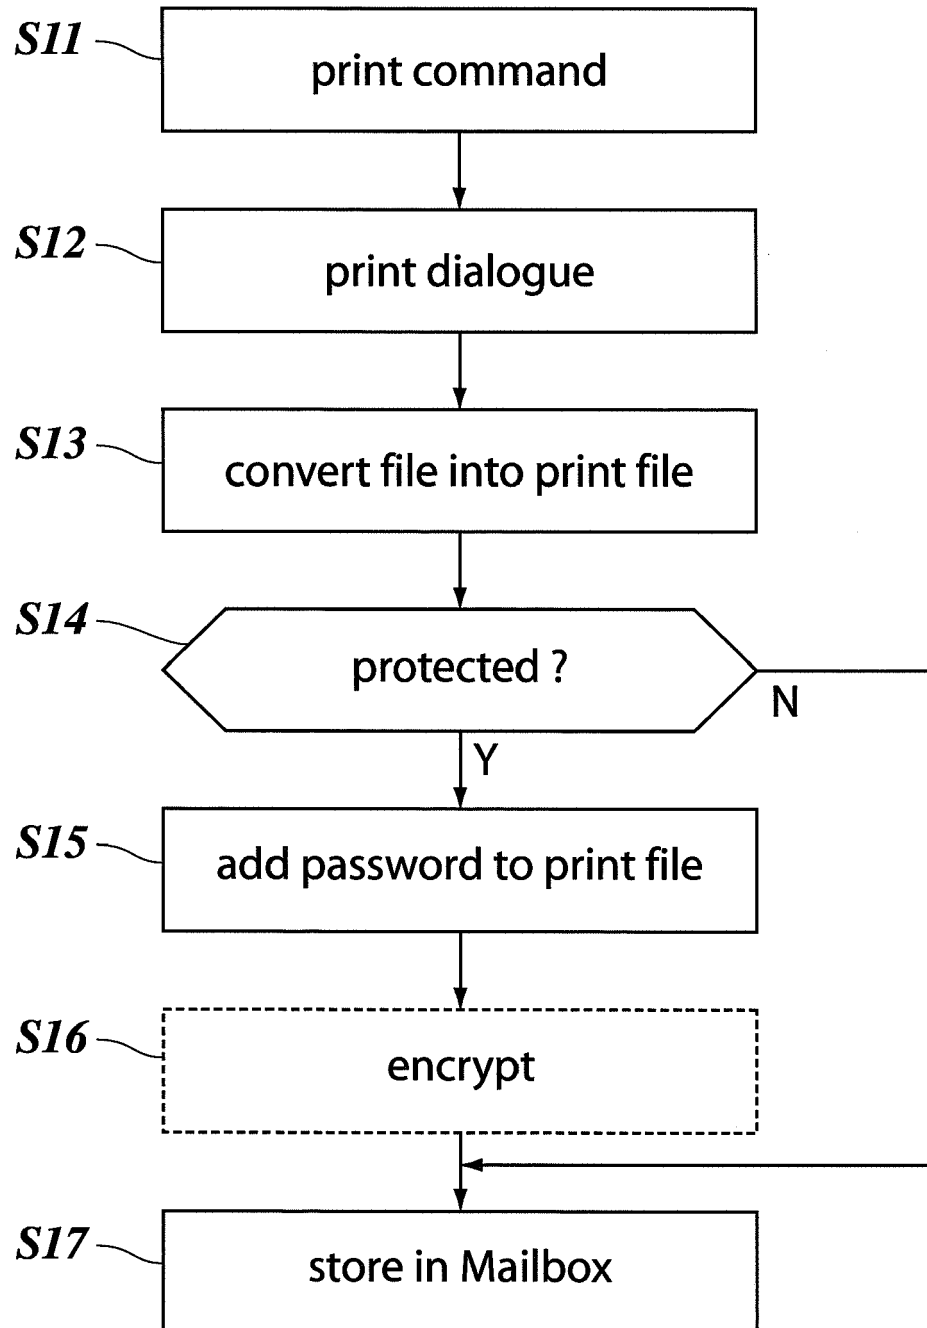 S11
print command
S12
print dialogue
S13
convert file into print file
S14
protected ?
N
Y
S15
add password to print file
S16
encrypt
S17
store in Mailbox